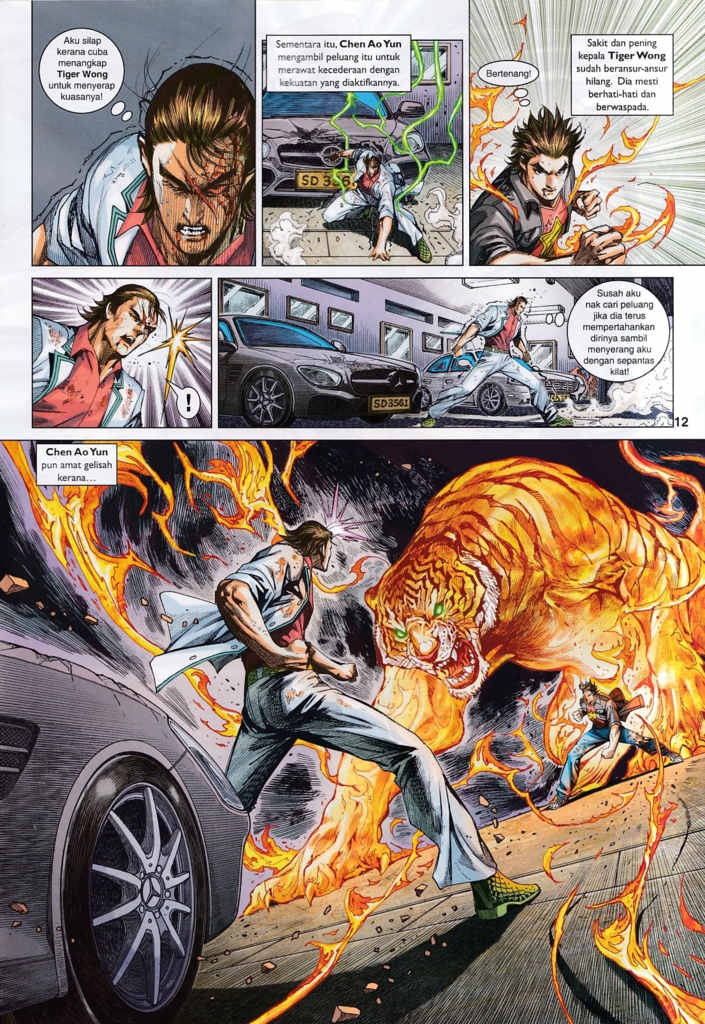 Aku silap
kerana cuba
menangkap
Tiger Wong
untuk menyerap
kuasanya!
Sementara itu, Chen Ao Yun
mengambil peluang itu untuk
merawat kecederaan dengan
kekuatan yang diaktifkannya.
SD 356
Bertenang!
Sakit dan pening
kepala Tiger Wong
sudah beransur-ansur
hilang. Dia mesti
berhati-hati dan
berwaspada.
!
SD3561
Susah aku
nak cari peluang
jika dia terus
mempertahankan
dirinya sambil
menyerang aku
kilat!
12
Chen Ao Yun
pun amat gelisah
kerana...